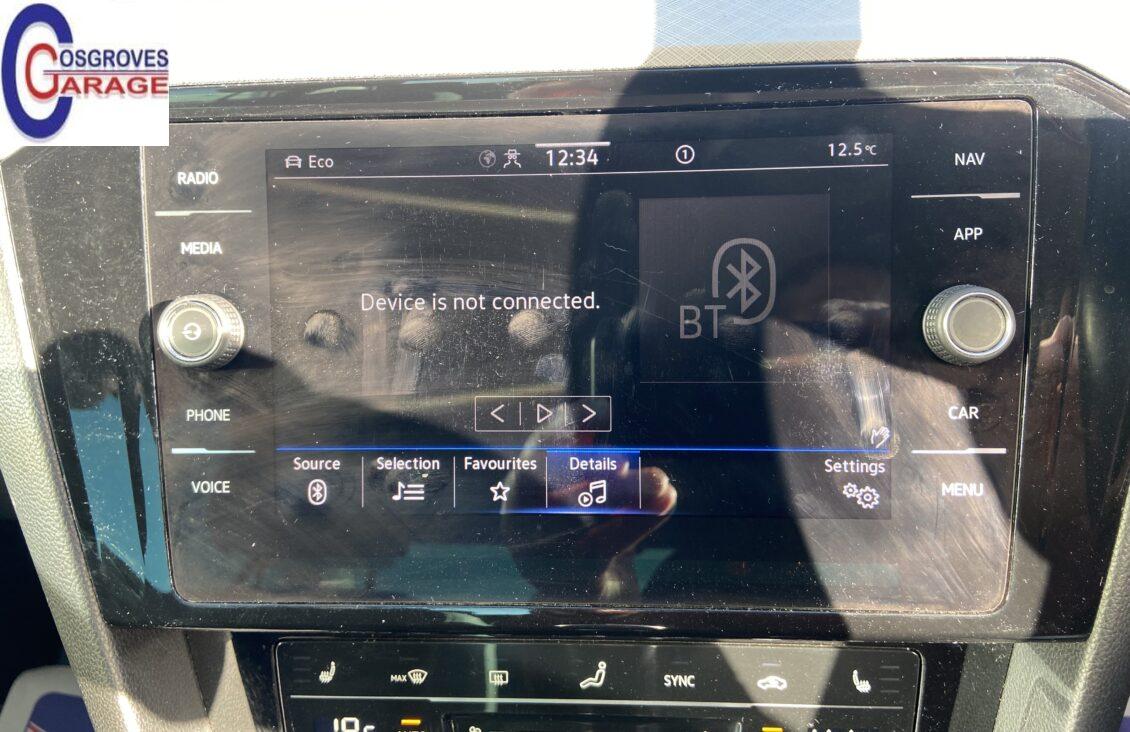 COSGROVES
GARAGE
Eco
12:34
1
12.5°C
RADIO
MEDIA
PHONE
VOICE
Device is not connected.
BT
Source
Selection
Favourites
Details
Settings
NAV
APP
CAR
MENU
MAX
SYNC